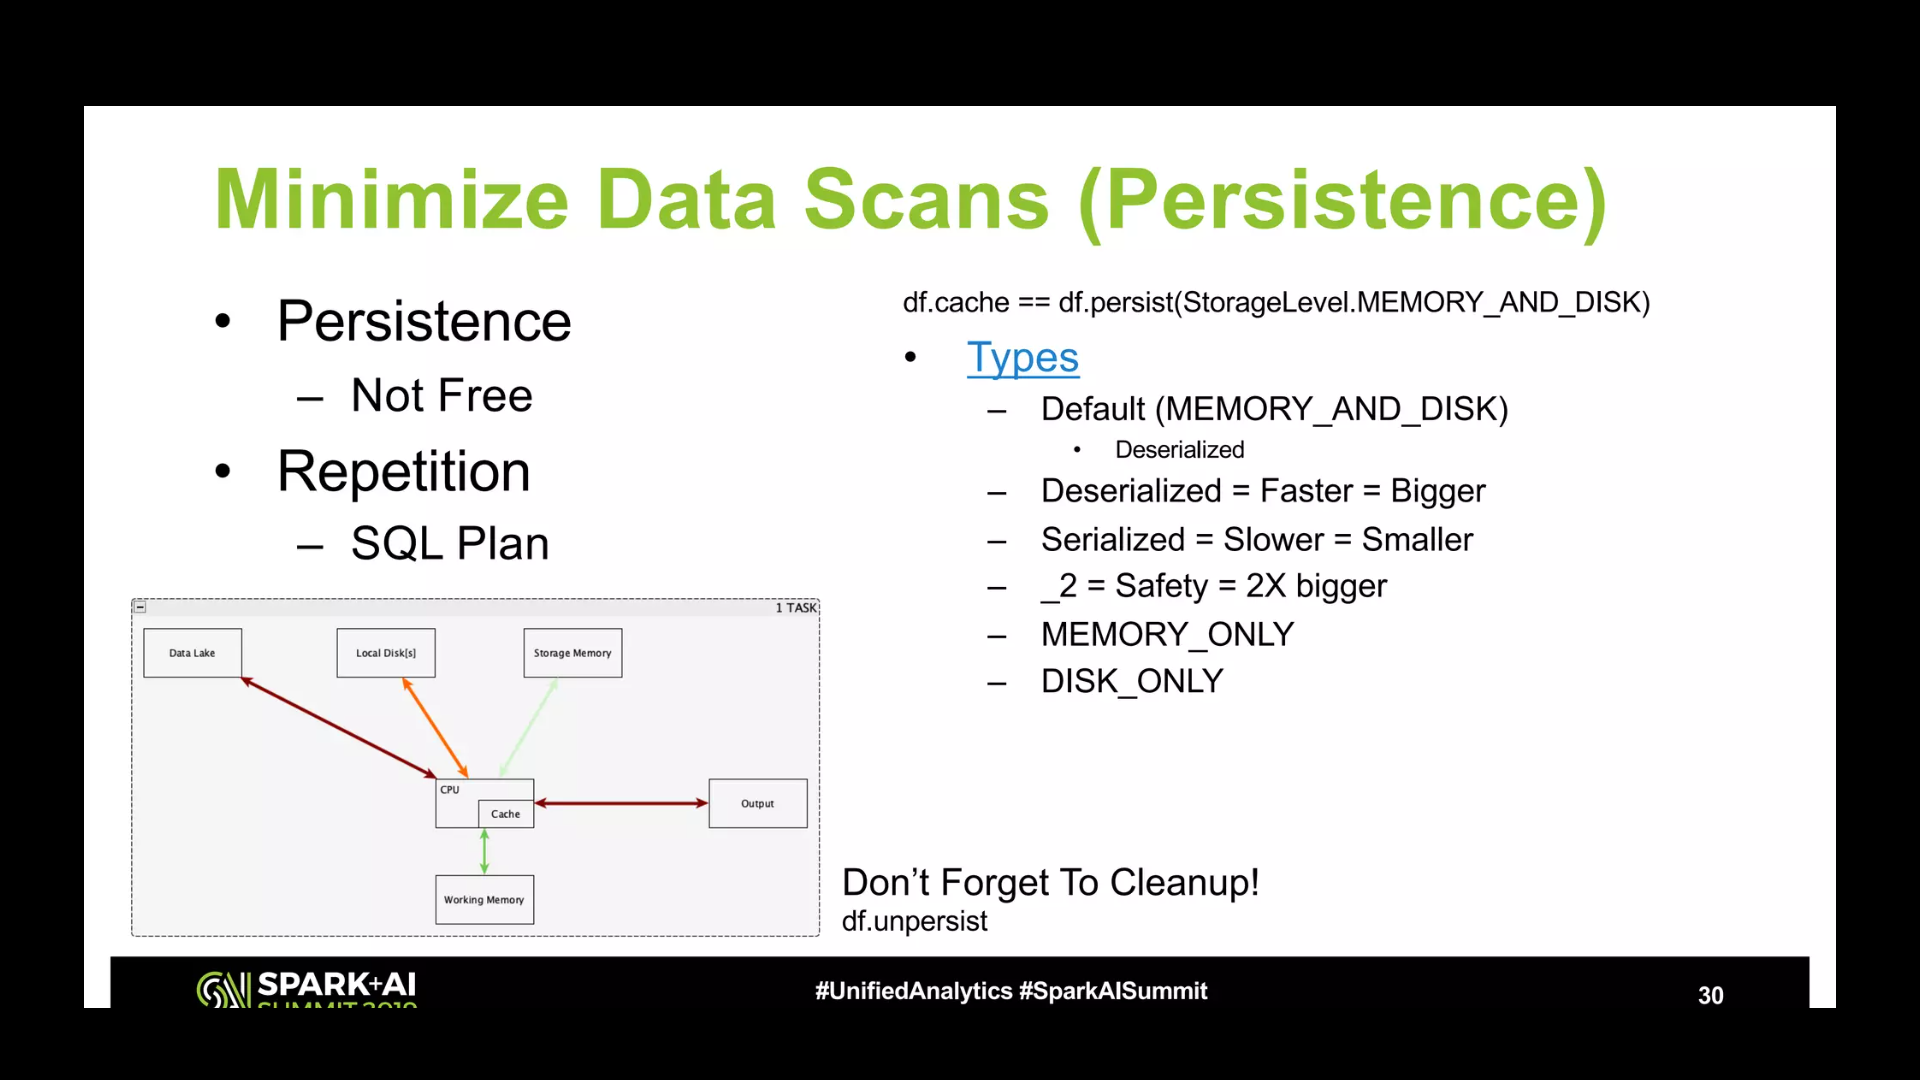 Minimize Data Scans (Persistence)
• Persistence
– Not Free
• Repetition
– SQL Plan
df.cache == df.persist(StorageLevel.MEMORY_AND_DISK)
• Types
– Default (MEMORY_AND_DISK)
• Deserialized
– Deserialized = Faster = Bigger
– Serialized = Slower = Smaller
– _2 = Safety = 2X bigger
– MEMORY_ONLY
– DISK_ONLY
1 TASK
Data Lake
Local Disk[s]
Storage Memory
CPU
Cache
Output
Working Memory
Don’t Forget To Cleanup!
df.unpersist
SPARK+AI
SUMMIT 2019
#UnifiedAnalytics #SparkAISummit
30